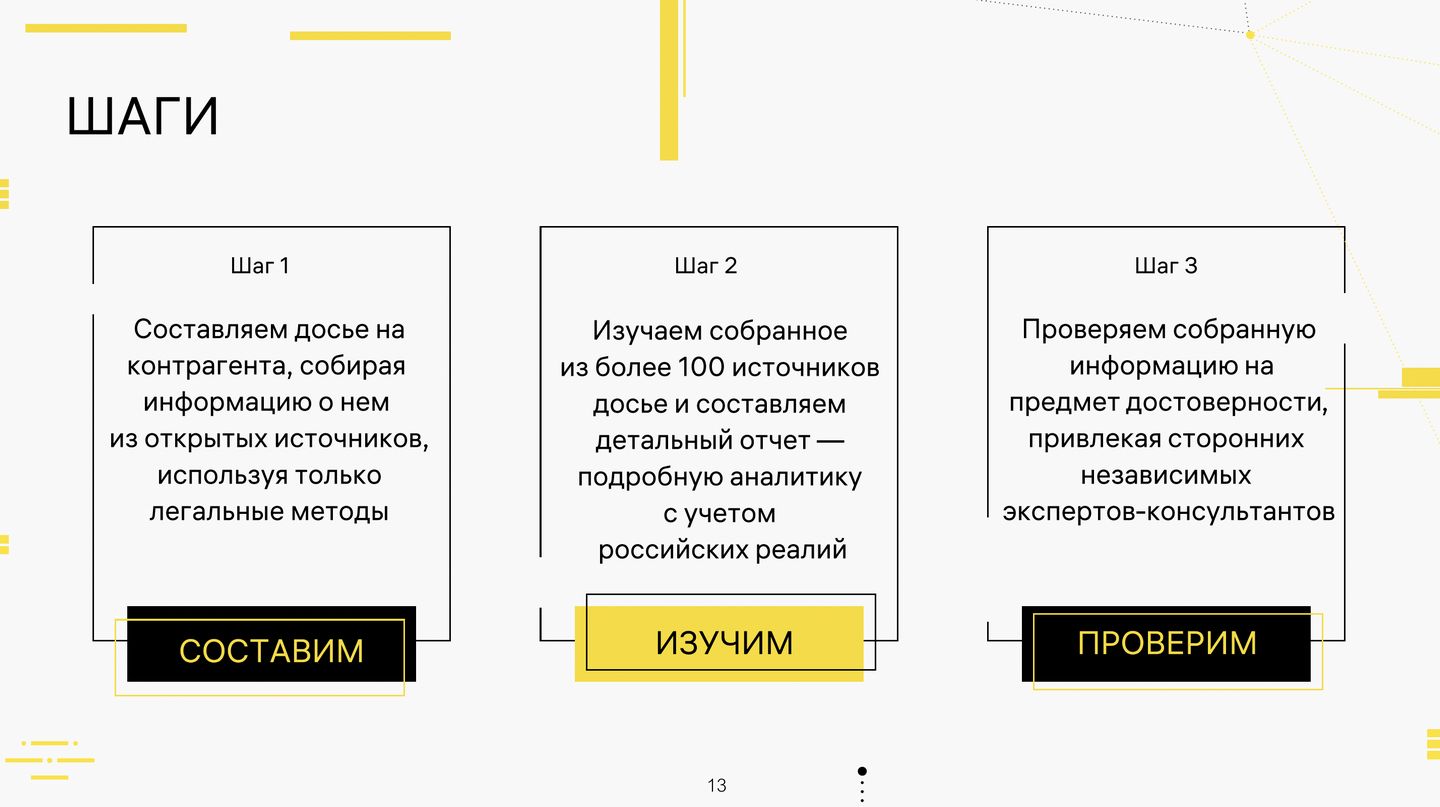 ШАГИ
Шаг 1
Составляем досье на
контрагента, собирая
информацию о нем
из открытых источников,
используя только
легальные методы
СОСТАВИМ
Шаг 2
Изучаем собранное
из более 100 источников
досье и составляем
детальный отчет —
подробную аналитику
с учетом
российских реалий
ИЗУЧИМ
Шаг 3
Проверяем собранную
информацию на
предмет достоверности,
привлекая сторонних
независимых
экспертов-консультантов
ПРОВЕРИМ
13